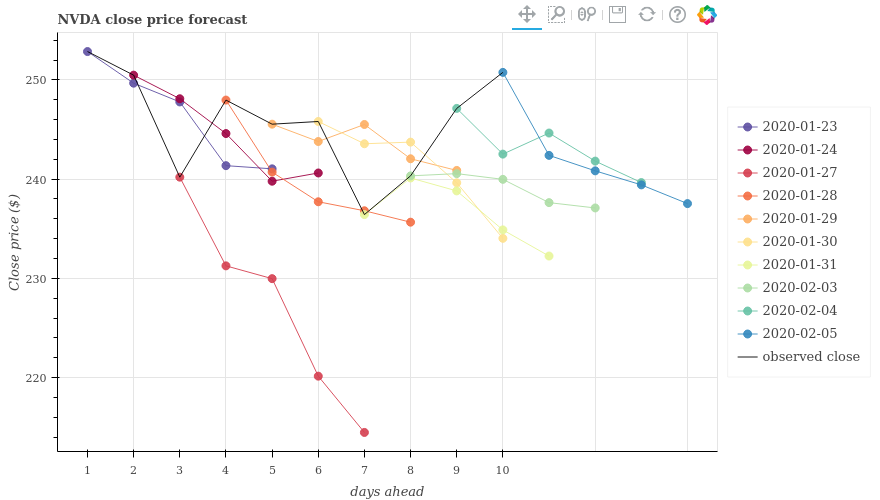 NVDA close price forecast
250
240
230
220
Close price ($)
1 2 3 4 5 6 7 8 9 10
days ahead
2020-01-23
2020-01-24
2020-01-27
2020-01-28
2020-01-29
2020-01-30
2020-01-31
2020-02-03
2020-02-04
2020-02-05
observed close